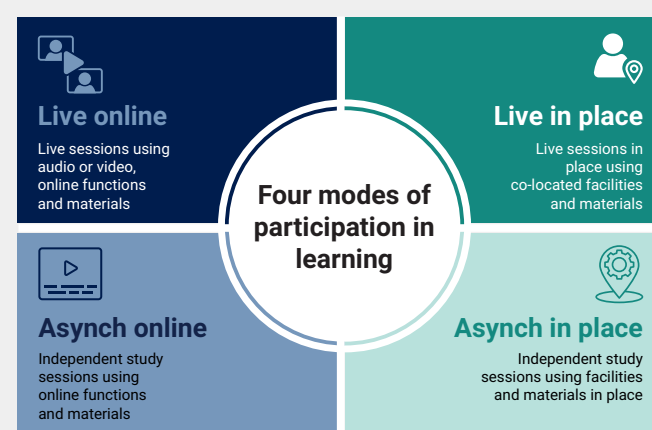 Live online
Live sessions using
audio or video,
online functions
and materials
Live in place
Live sessions in
place using
co-located facilities
and materials
Four modes of
participation in
learning
Asynch online
Independent study
sessions using
online functions
and materials
Asynch in place
Independent study
sessions using facilities
and materials in place